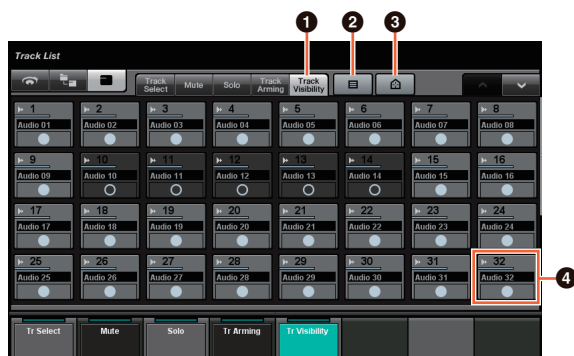 1 2 3
Track List
Track Select Mute Solo Track Arming Track Visibility
1 2 3 4 5 6 7 8
Audio 01 Audio 02 Audio 03 Audio 04 Audio 05 Audio 06 Audio 07 Audio 08
9 10 11 12 13 14 15 16
Audio 09 Audio 10 Audio 11 Audio 12 Audio 13 Audio 14 Audio 15 Audio 16
17 18 19 20 21 22 23 24
Audio 17 Audio 18 Audio 19 Audio 20 Audio 21 Audio 22 Audio 23 Audio 24
25 26 27 28 29 30 31 32
Audio 25 Audio 26 Audio 27 Audio 28 Audio 29 Audio 30 Audio 31 Audio 32
4
Tr Select Mute Solo Tr Arming Tr Visibility